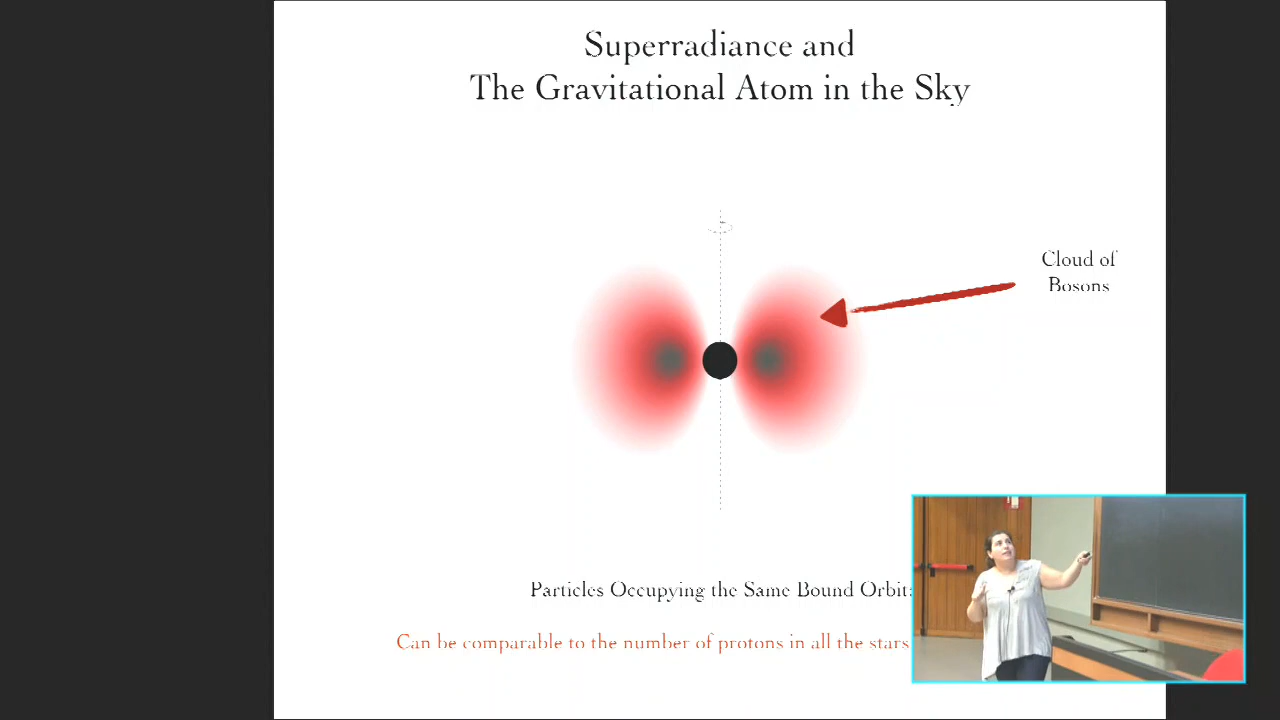 Superradiance and
The Gravitational Atom in the Sky
Cloud of
Bosons
Particles Occupying the Same Bound Orbit:
Can be comparable to the number of protons in all the stars